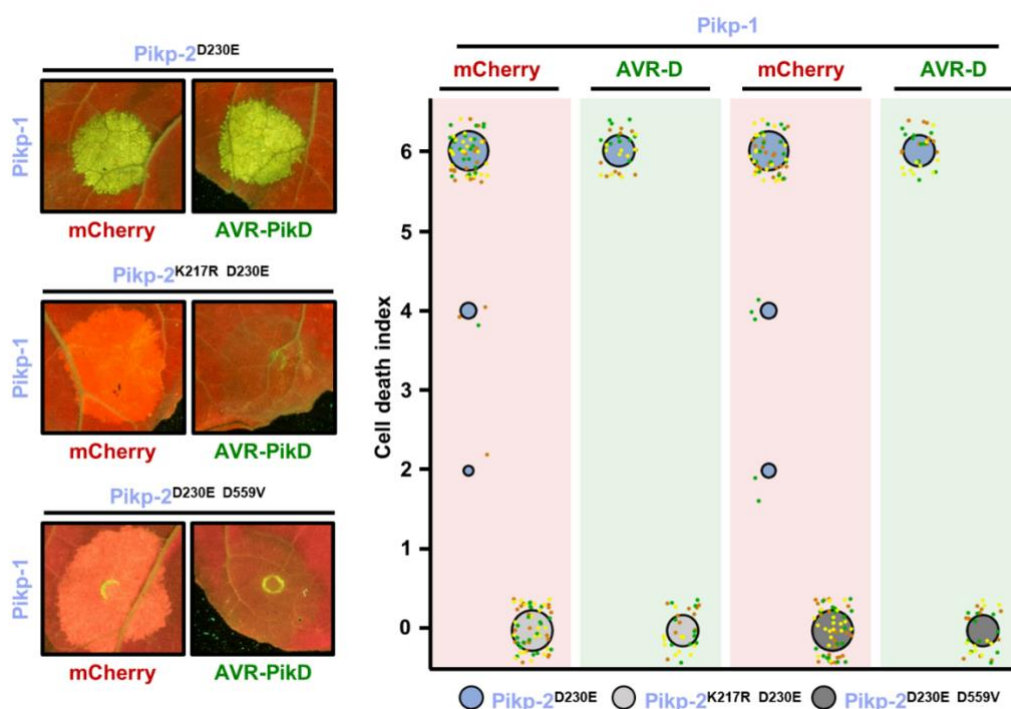 Pikp-2D230E
Pikp-1
mCherry AVR-PikD
Pikp-2K217R D230E
Pikp-1
mCherry AVR-PikD
Pikp-2D230E D559V
Pikp-1
mCherry AVR-PikD
Pikp-1
mCherry AVR-D mCherry AVR-D
Cell death index
6
5
4
3
2
1
0
Pikp-2D230E Pikp-2K217R D230E Pikp-2D230E D559V